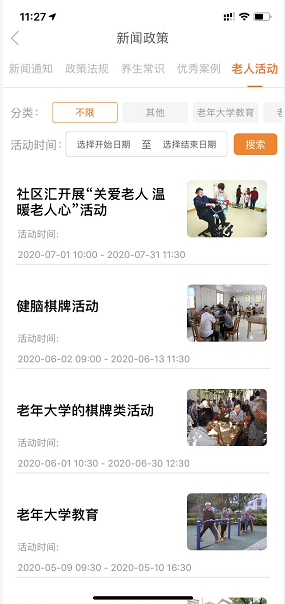 11:27
新闻政策
新闻通知 政策法规 养生常识 优秀案例 老人活动
分类： 不限 其他 老年大学教育
活动时间： 选择开始日期 至 选择结束日期 搜索
社区汇开展“关爱老人 温
暖老人心”活动
活动时间:
2020-07-01 10:00 - 2020-07-31 11:30
健脑棋牌活动
活动时间:
2020-06-02 09:00 - 2020-06-13 11:30
老年大学的棋牌类活动
活动时间:
2020-06-01 10:30 - 2020-06-30 12:30
老年大学教育
活动时间:
2020-05-09 09:30 - 2020-05-10 16:30